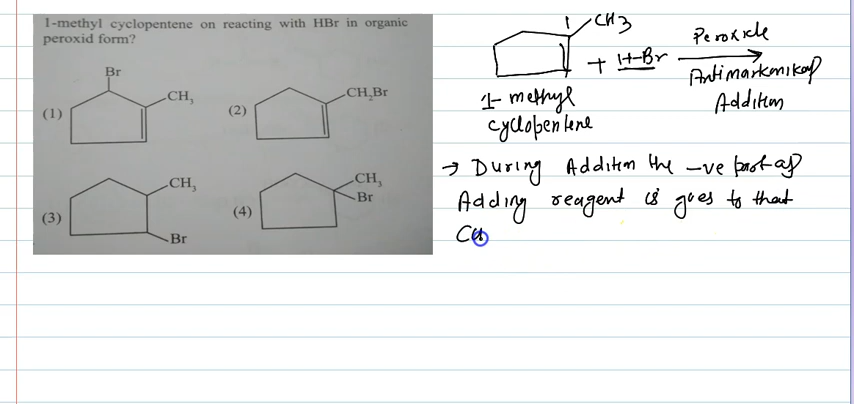 1-methyl cyclopentene on reacting with HBr in organic
peroxid form?
Br
(1)
CH3
(2)
CH2Br
(3)
CH3
Br
(4)
CH3
Br
1
CH3
+ H-Br
Peroxide
Antimarkonikof
Addition
1- methyl
cyclopentene
→ During Addition the -ve part of
Adding reagent is goes to that
Ca